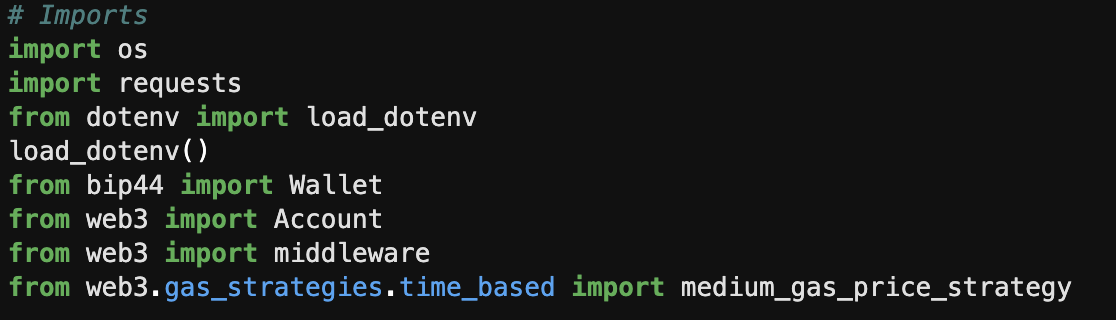 # Imports
import os
import requests
from dotenv import load_dotenv
load_dotenv()
from bip44 import Wallet
from web3 import Account
from web3 import middleware
from web3.gas_strategies.time_based import medium_gas_price_strategy